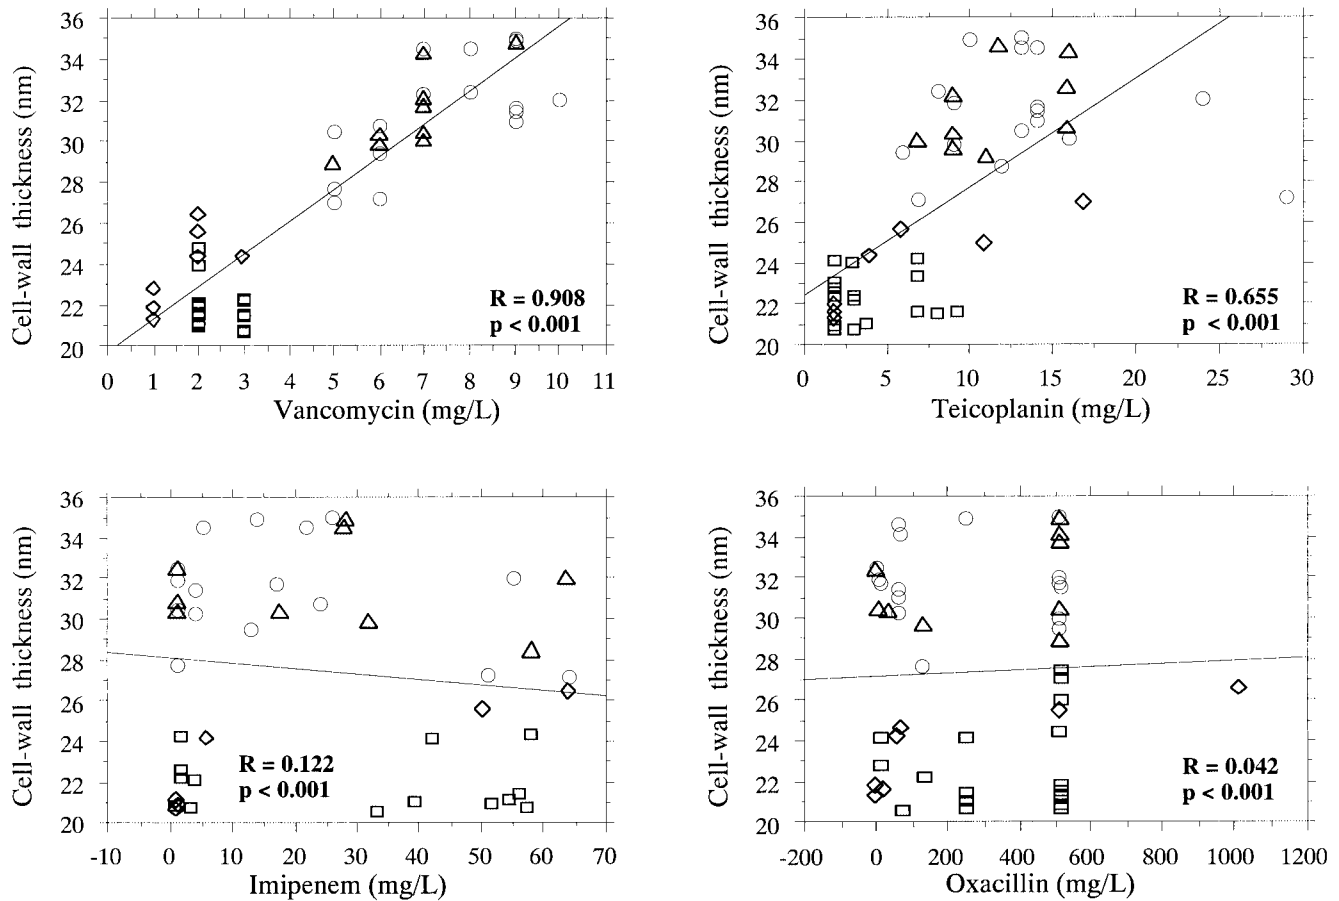 36
34
32
30
28
26
24
22
20
Cell-wall thickness (nm)
R = 0.908
p < 0.001
0 1 2 3 4 5 6 7 8 9 10 11
Vancomycin (mg/L)
36
34
32
30
28
26
24
22
20
Cell-wall thickness (nm)
R = 0.655
p < 0.001
0 5 10 15 20 25 30
Teicoplanin (mg/L)
36
34
32
30
28
26
24
22
20
Cell-wall thickness (nm)
R = 0.122
p < 0.001
-10 0 10 20 30 40 50 60 70
Imipenem (mg/L)
36
34
32
30
28
26
24
22
20
Cell-wall thickness (nm)
R = 0.042
p < 0.001
-200 0 200 400 600 800 1000 1200
Oxacillin (mg/L)